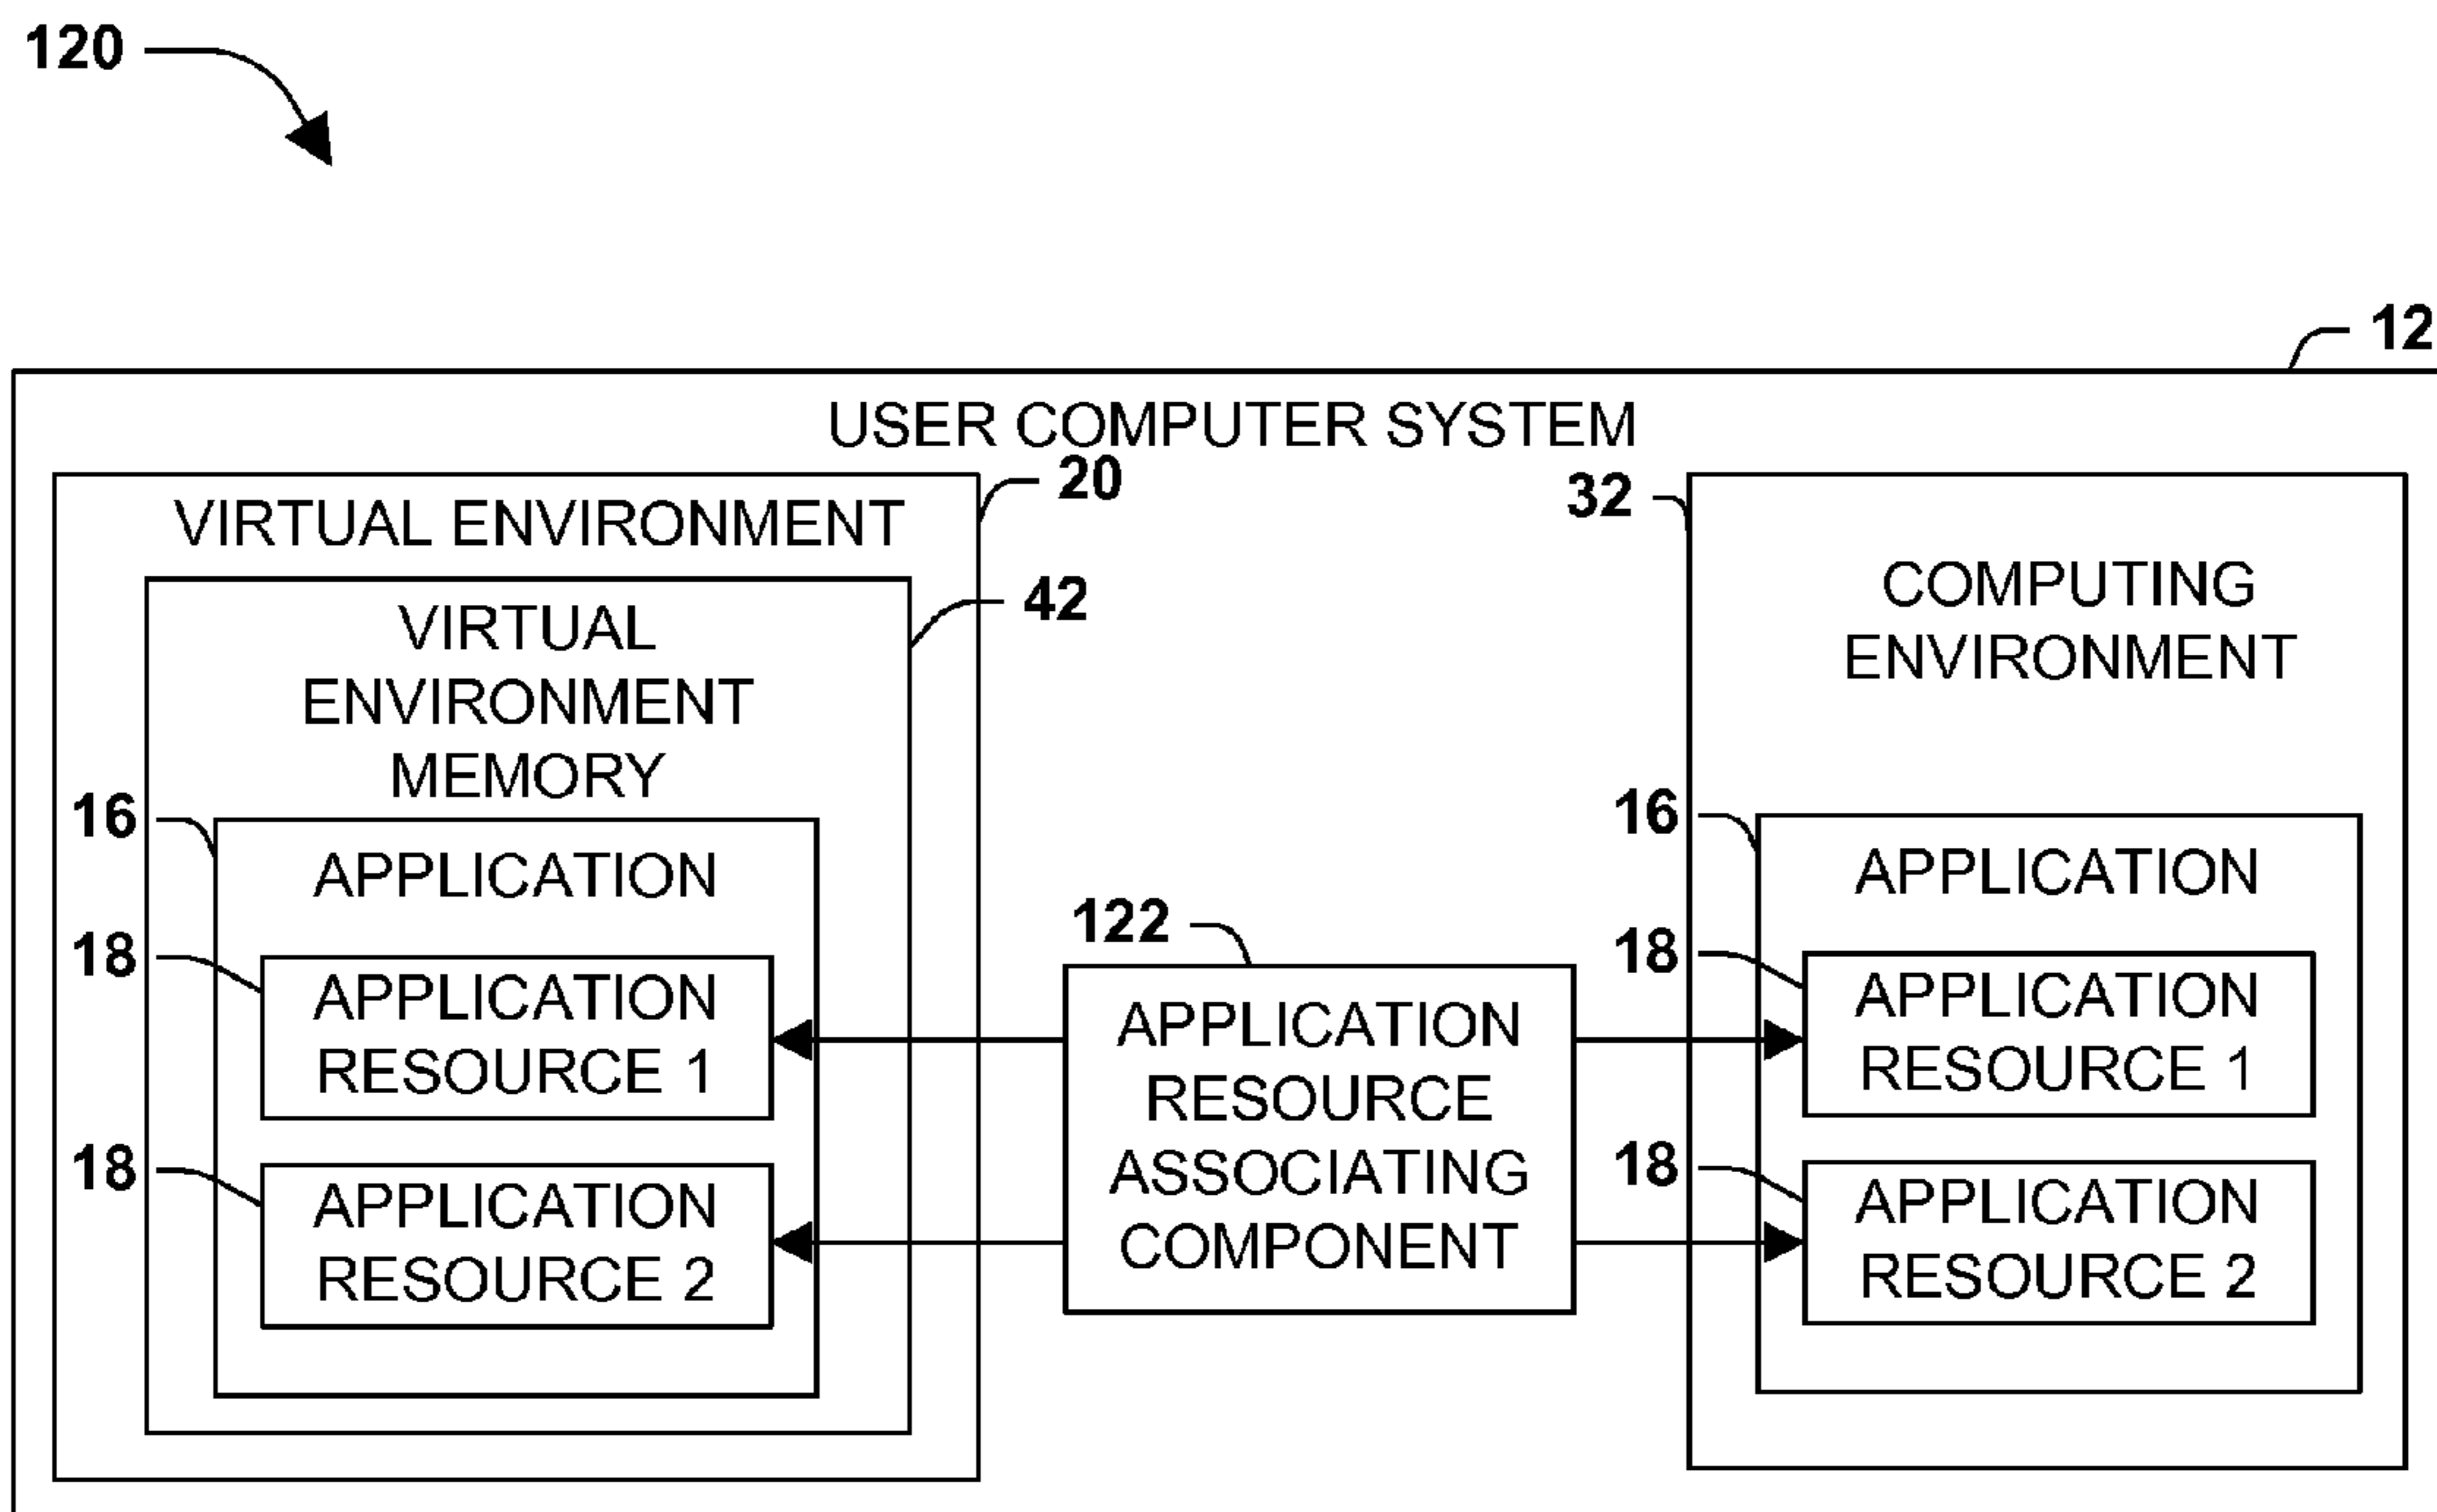 120
12
USER COMPUTER SYSTEM
20
VIRTUAL ENVIRONMENT
42
VIRTUAL
ENVIRONMENT
MEMORY
16
APPLICATION
18
APPLICATION
RESOURCE 1
18
APPLICATION
RESOURCE 2
122
APPLICATION
RESOURCE
ASSOCIATING
COMPONENT
32
COMPUTING
ENVIRONMENT
16
APPLICATION
18
APPLICATION
RESOURCE 1
18
APPLICATION
RESOURCE 2